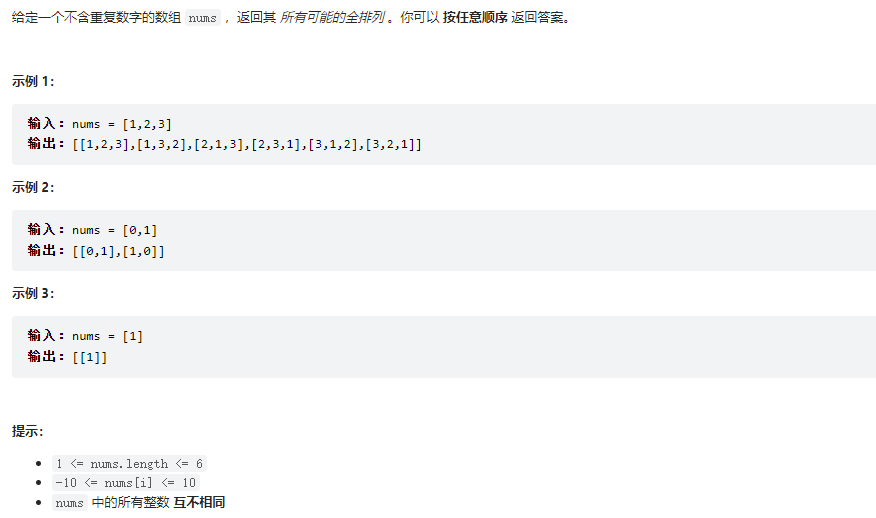 给定一个不含重复数字的数组 nums ，返回其 所有可能的全排列 。你可以 按任意顺序 返回答案。
示例 1：
输入：nums = [1,2,3]
输出：[[1,2,3],[1,3,2],[2,1,3],[2,3,1],[3,1,2],[3,2,1]]
示例 2：
输入：nums = [0,1]
输出：[[0,1],[1,0]]
示例 3：
输入：nums = [1]
输出：[[1]]
提示：
1 <= nums.length <= 6
-10 <= nums[i] <= 10
nums 中的所有整数 互不相同